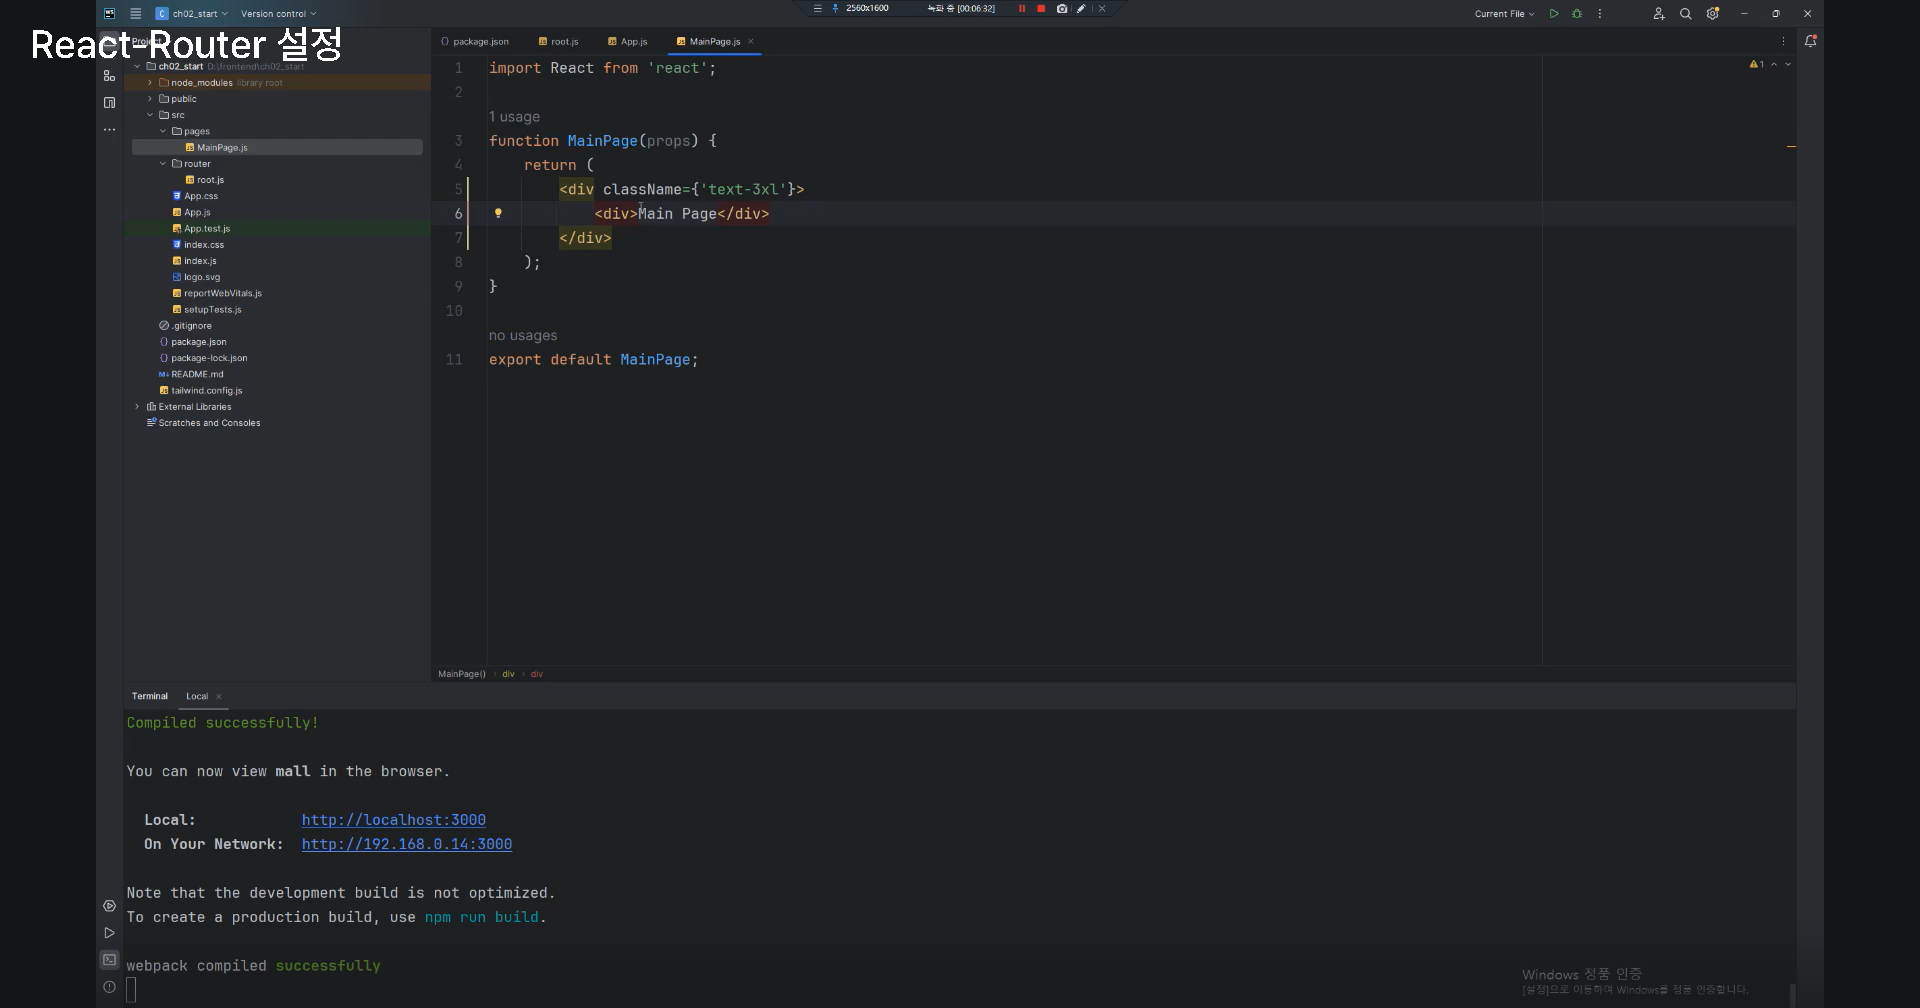 ch02_start
Version control
2560x1600
녹화 중 [00:06:32]
Current File
React-Router 설정
Project
package.json
root.js
App.js
MainPage.js
ch02_start D:\frontend\ch02_start
node_modules library root
public
src
pages
MainPage.js
router
root.js
App.css
App.js
App.test.js
index.css
index.js
logo.svg
reportWebVitals.js
setupTests.js
.gitignore
package.json
package-lock.json
README.md
tailwind.config.js
External Libraries
Scratches and Consoles
1
1 import React from 'react';
2
1 usage
3 function MainPage(props) {
4 return (
5 <div className={'text-3xl'}>
6 <div>Main Page</div>
7 </div>
8 );
9 }
10
no usages
11 export default MainPage;
MainPage() › div › div
Terminal
Local
Compiled successfully!
You can now view mall in the browser.
Local: http://localhost:3000
On Your Network: http://192.168.0.14:3000
Note that the development build is not optimized.
To create a production build, use npm run build.
webpack compiled successfully
Windows 정품 인증
[설정]으로 이동하여 Windows를 정품 인증합니다.